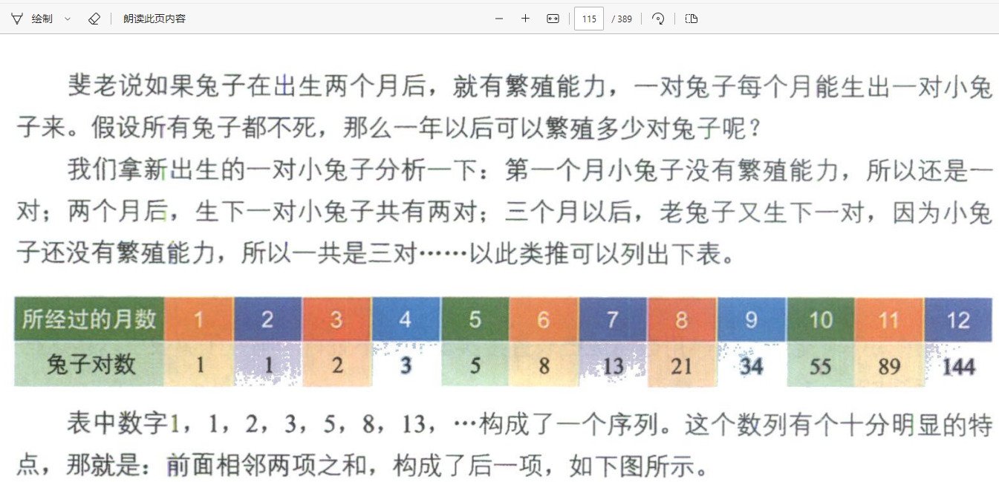 绘制 朗读此页内容 115 / 389
斐老说如果兔子在出生两个月后，就有繁殖能力，一对兔子每个月能生出一对小兔
子来。假设所有兔子都不死，那么一年以后可以繁殖多少对兔子呢？
我们拿新出生的一对小兔子分析一下：第一个月小兔子没有繁殖能力，所以还是一
对；两个月后，生下一对小兔子共有两对；三个月以后，老兔子又生下一对，因为小兔
子还没有繁殖能力，所以一共是三对……以此类推可以列出下表。
所经过的月数 1 2 3 4 5 6 7 8 9 10 11 12
兔子对数 1 1 2 3 5 8 13 21 34 55 89 144
表中数字1，1，2，3，5，8，13，…构成了一个序列。这个数列有个十分明显的特
点，那就是：前面相邻两项之和，构成了后一项，如下图所示。